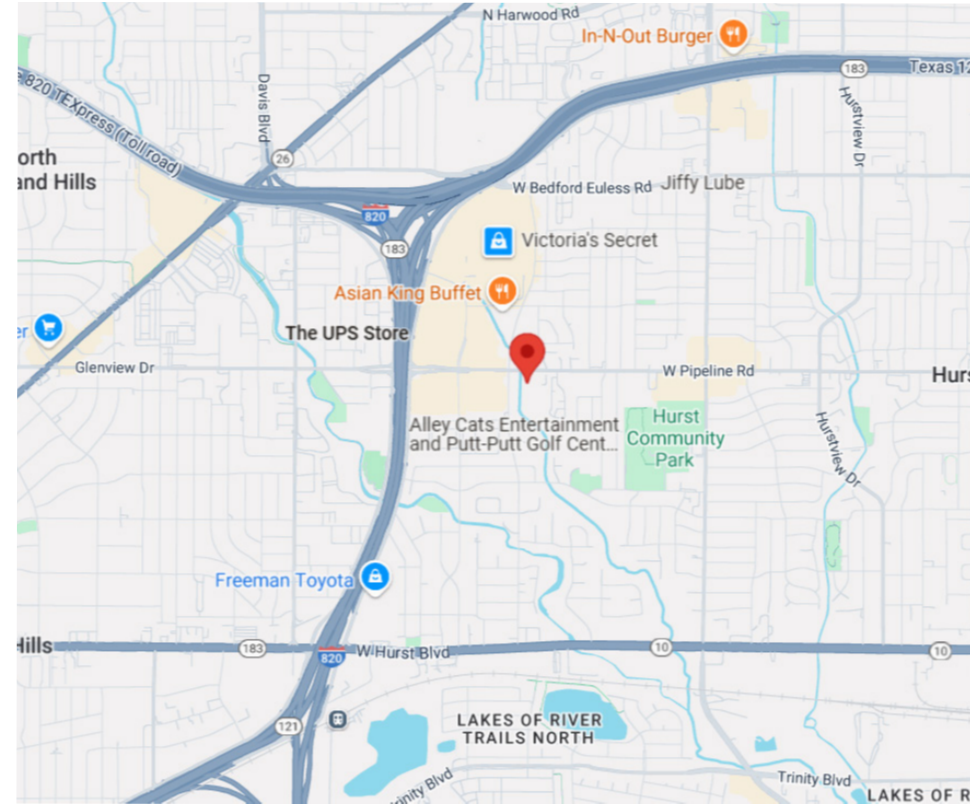 N Harwood Rd
In-N-Out Burger
183
Texas 12
e 820 TEXpress (Toll road)
Davis Blvd
Hurstview Dr
26
orth
and Hills
W Bedford Euless Rd
Jiffy Lube
820
183
Victoria's Secret
Asian King Buffet
er
The UPS Store
Glenview Dr
W Pipeline Rd
Hurs
Alley Cats Entertainment
and Putt-Putt Golf Cent...
Hurst
Community
Park
Hurstview Dr
Freeman Toyota
Hills
183
820
W Hurst Blvd
10
10
121
LAKES OF RIVER
TRAILS NORTH
rinity Blvd
Trinity Blvd
LAKES OF R